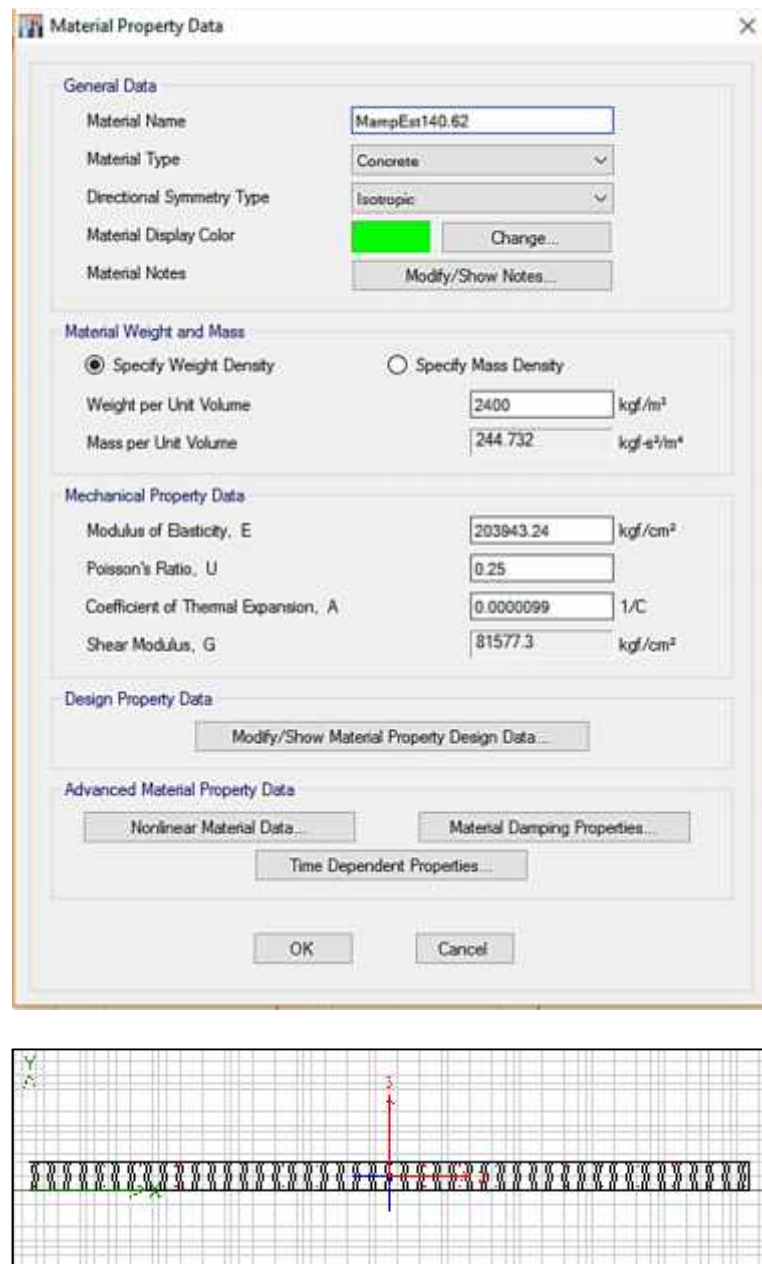 Material Property Data
General Data
Material Name MampEst140.62
Material Type Concrete
Directional Symmetry Type Isotropic
Material Display Color Change...
Material Notes Modify/Show Notes...
Material Weight and Mass
Specify Weight Density Specify Mass Density
Weight per Unit Volume 2400 kgf/m³
Mass per Unit Volume 244.732 kgf-s²/m⁴
Mechanical Property Data
Modulus of Elasticity, E 203943.24 kgf/cm²
Poisson's Ratio, U 0.25
Coefficient of Thermal Expansion, A 0.0000099 1/C
Shear Modulus, G 81577.3 kgf/cm²
Design Property Data
Modify/Show Material Property Design Data...
Advanced Material Property Data
Nonlinear Material Data... Material Damping Properties...
Time Dependent Properties...
OK Cancel
Y
X